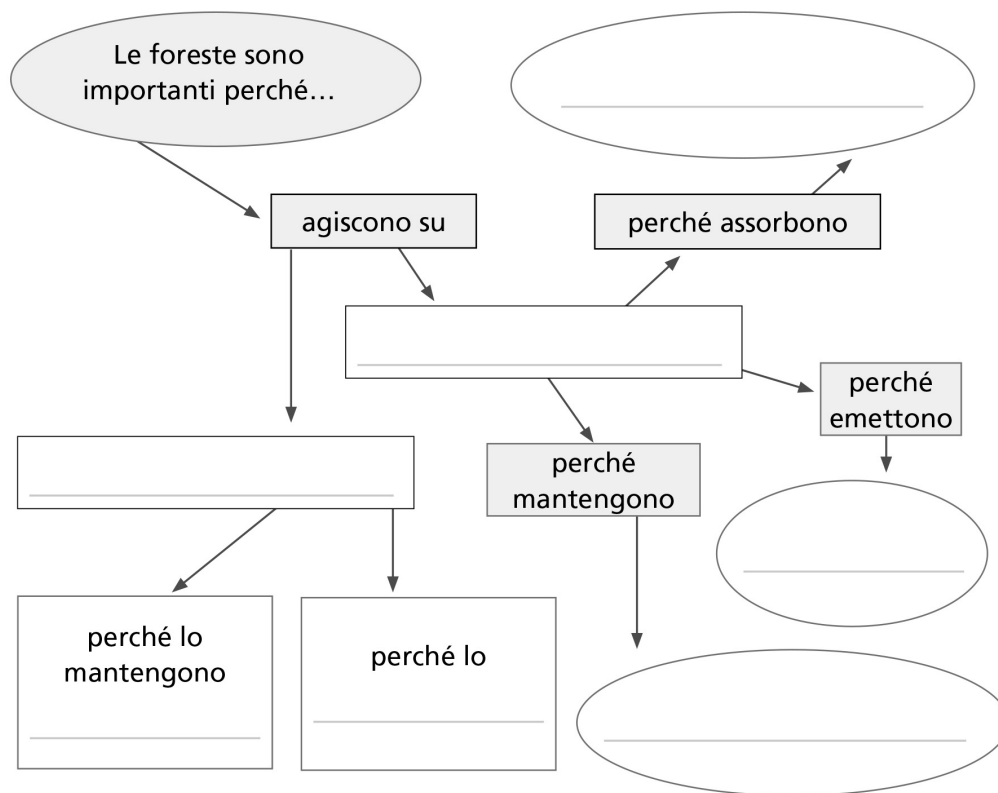 Le foreste sono
importanti perché…
agiscono su
perché assorbono
perché
emettono
perché
mantengono
perché lo
mantengono
perché lo